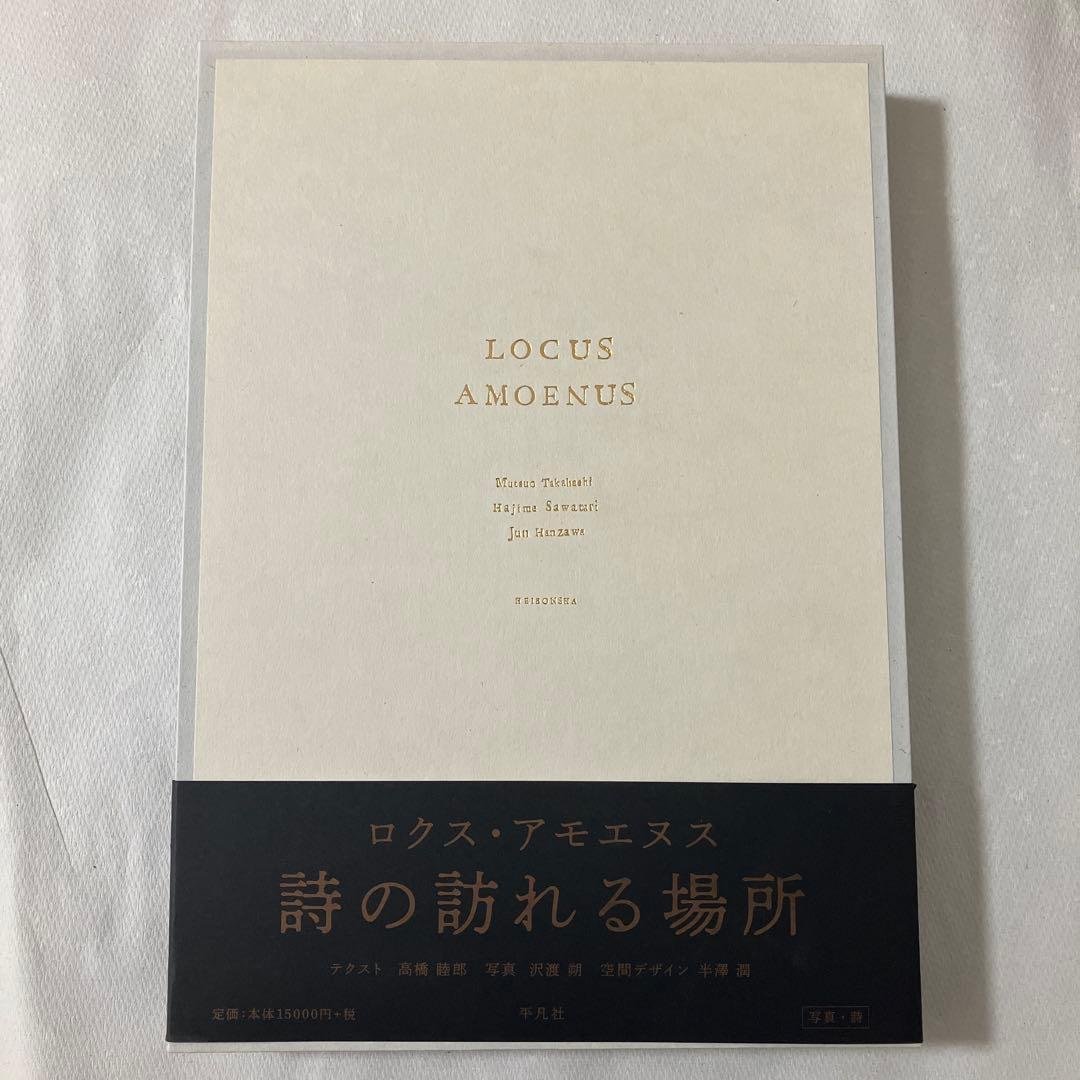 LOCUS
AMOENUS
Mutsuo Takahashi
Hajime Sawatari
Jun Hanzawa
HEIBONSHA
ロクス・アモエヌス
詩の訪れる場所
テクスト 高橋 睦郎 写真 沢渡 朔 空間デザイン 半澤 潤
定価:本体15000円+税 平凡社 写真・詩